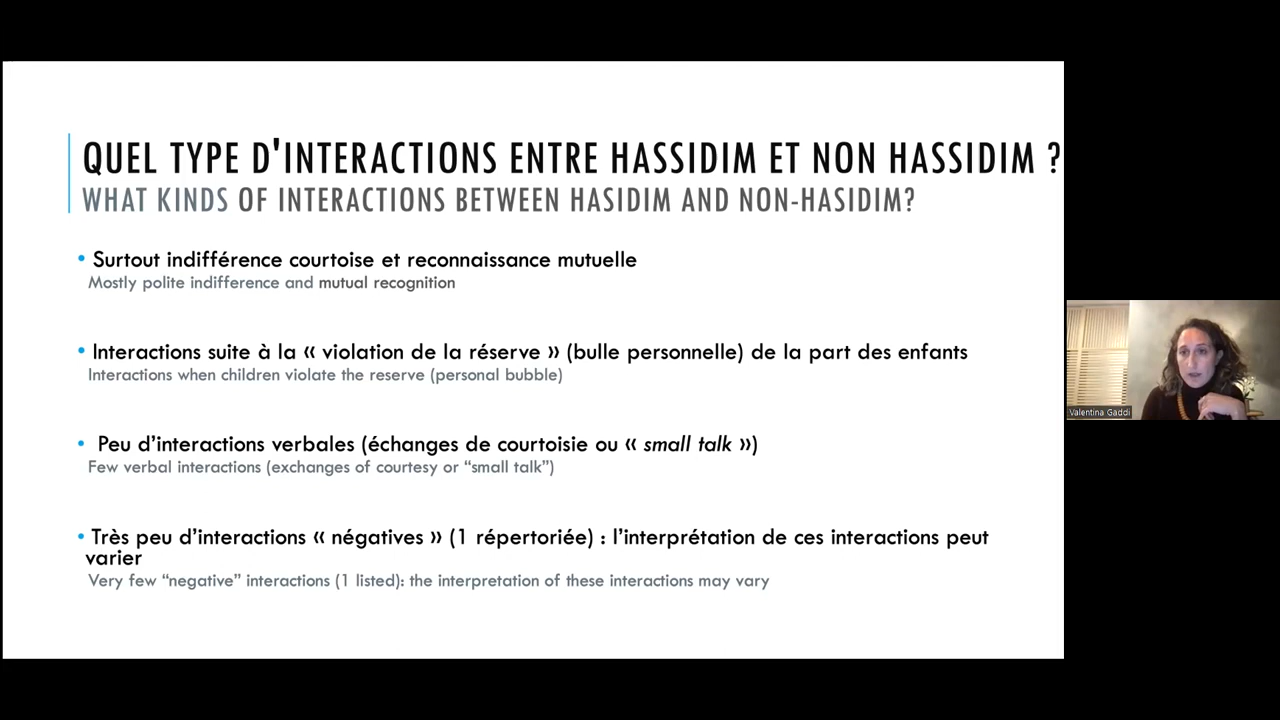 QUEL TYPE D'INTERACTIONS ENTRE HASSIDIM ET NON HASSIDIM ?
WHAT KINDS OF INTERACTIONS BETWEEN HASIDIM AND NON-HASIDIM?
• Surtout indifférence courtoise et reconnaissance mutuelle
Mostly polite indifference and mutual recognition
• Interactions suite à la « violation de la réserve » (bulle personnelle) de la part des enfants
Interactions when children violate the reserve (personal bubble)
• Peu d’interactions verbales (échanges de courtoisie ou « small talk »)
Few verbal interactions (exchanges of courtesy or “small talk”)
• Très peu d’interactions « négatives » (1 répertoriée) : l’interprétation de ces interactions peut
varier
Very few “negative” interactions (1 listed): the interpretation of these interactions may vary
Valentina Gaddi